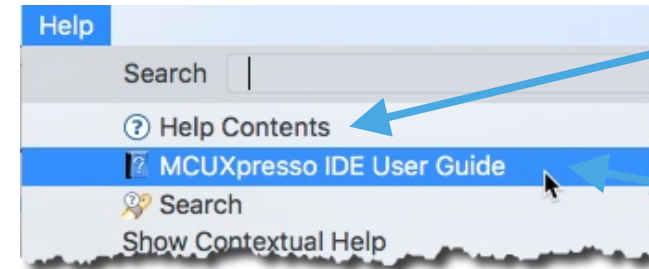 Help
Search
Help Contents
MCUXpresso IDE User Guide
Search
Show Contextual Help